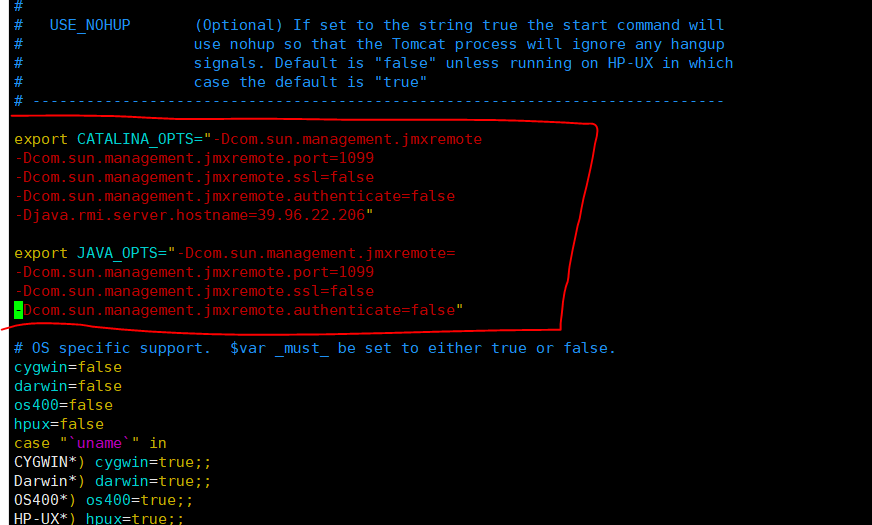 #
#   USE_NOHUP       (Optional) If set to the string true the start command will
#                   use nohup so that the Tomcat process will ignore any hangup
#                   signals. Default is "false" unless running on HP-UX in which
#                   case the default is "true"
# -----------------------------------------------------------------------------
export CATALINA_OPTS="-Dcom.sun.management.jmxremote
-Dcom.sun.management.jmxremote.port=1099
-Dcom.sun.management.jmxremote.ssl=false
-Dcom.sun.management.jmxremote.authenticate=false
-Djava.rmi.server.hostname=39.96.22.206"
export JAVA_OPTS="-Dcom.sun.management.jmxremote=
-Dcom.sun.management.jmxremote.port=1099
-Dcom.sun.management.jmxremote.ssl=false
-Dcom.sun.management.jmxremote.authenticate=false"
# OS specific support.  $var _must_ be set to either true or false.
cygwin=false
darwin=false
os400=false
hpux=false
case "`uname`" in
CYGWIN*) cygwin=true;;
Darwin*) darwin=true;;
OS400*) os400=true;;
HP-UX*) hpux=true;;